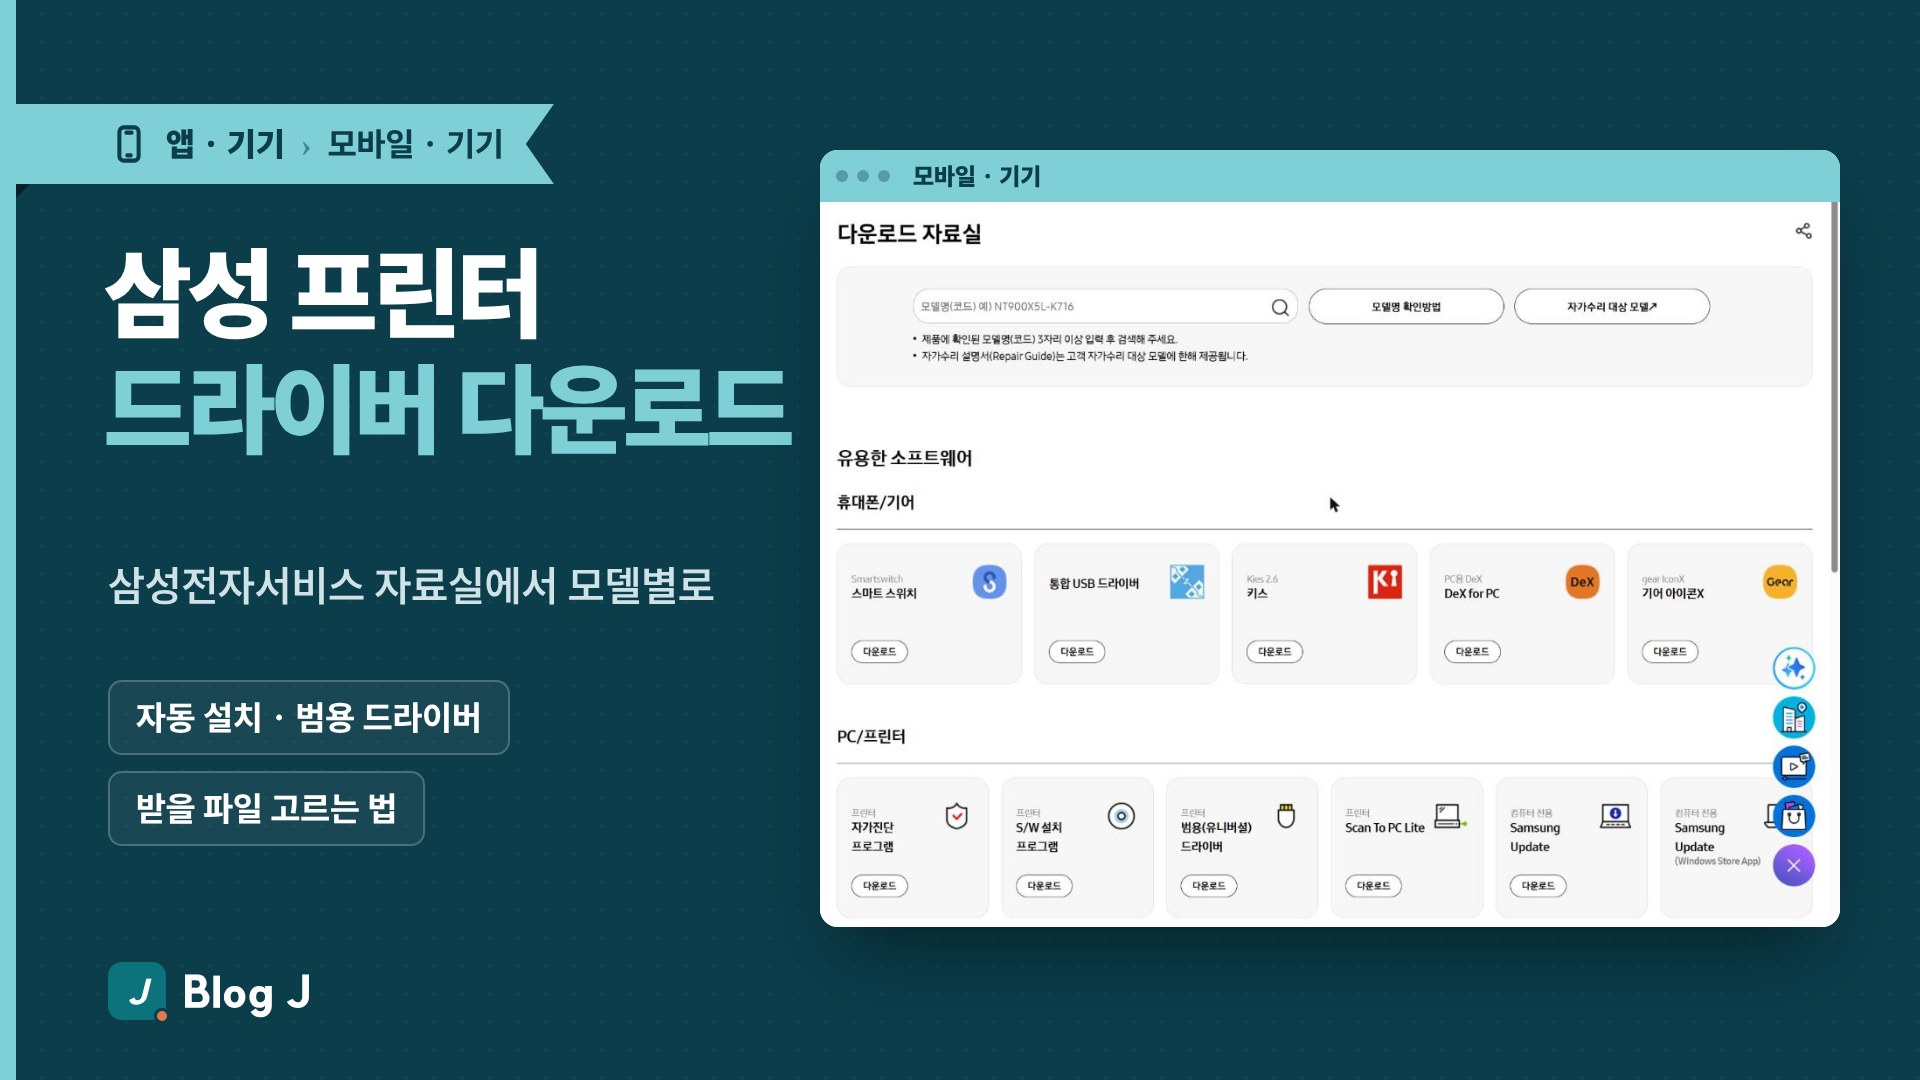 앱 · 기기 › 모바일 · 기기
삼성 프린터
드라이버 다운로드
삼성전자서비스 자료실에서 모델별로
자동 설치 · 범용 드라이버
받을 파일 고르는 법
J Blog J
모바일 · 기기
다운로드 자료실
모델명(코드) 예) NT900X5L-K716
모델명 확인방법
자가수리 대상 모델↗
• 제품에 확인된 모델명(코드) 3자리 이상 입력 후 검색해 주세요.
• 자가수리 설명서(Repair Guide)는 고객 자가수리 대상 모델에 한해 제공됩니다.
유용한 소프트웨어
휴대폰/기어
Smartswitch
스마트 스위치
다운로드
통합 USB 드라이버
다운로드
Kies 2.6
키스
Ki
다운로드
PC용 DeX
DeX for PC
DeX
다운로드
gear IconX
기어 아이콘X
Gear
다운로드
PC/프린터
프린터
자가진단
프로그램
다운로드
프린터
S/W 설치
프로그램
다운로드
프린터
범용(유니버설)
드라이버
다운로드
프린터
Scan To PC Lite
다운로드
컴퓨터 전용
Samsung
Update
다운로드
컴퓨터 전용
Samsung
Update
(Windows Store App)